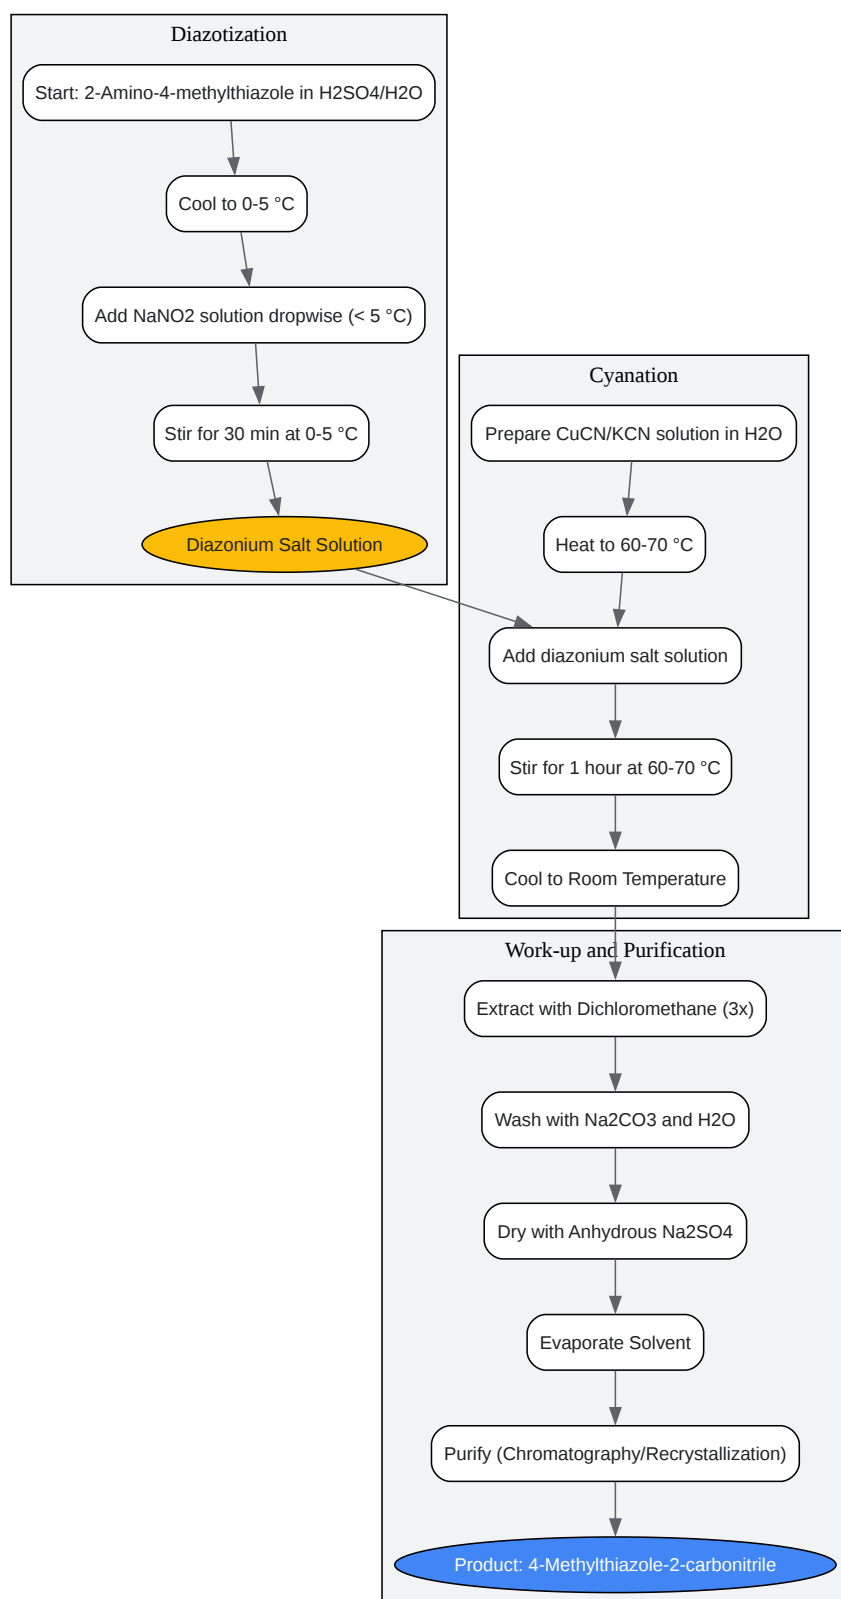 Diazotization
Start: 2-Amino-4-methylthiazole in H2SO4/H2O
Cool to 0-5 °C
Add NaNO2 solution dropwise (< 5 °C)
Stir for 30 min at 0-5 °C
Diazonium Salt Solution
Cyanation
Prepare CuCN/KCN solution in H2O
Heat to 60-70 °C
Add diazonium salt solution
Stir for 1 hour at 60-70 °C
Cool to Room Temperature
Work-up and Purification
Extract with Dichloromethane (3x)
Wash with Na2CO3 and H2O
Dry with Anhydrous Na2SO4
Evaporate Solvent
Purify (Chromatography/Recrystallization)
Product: 4-Methylthiazole-2-carbonitrile